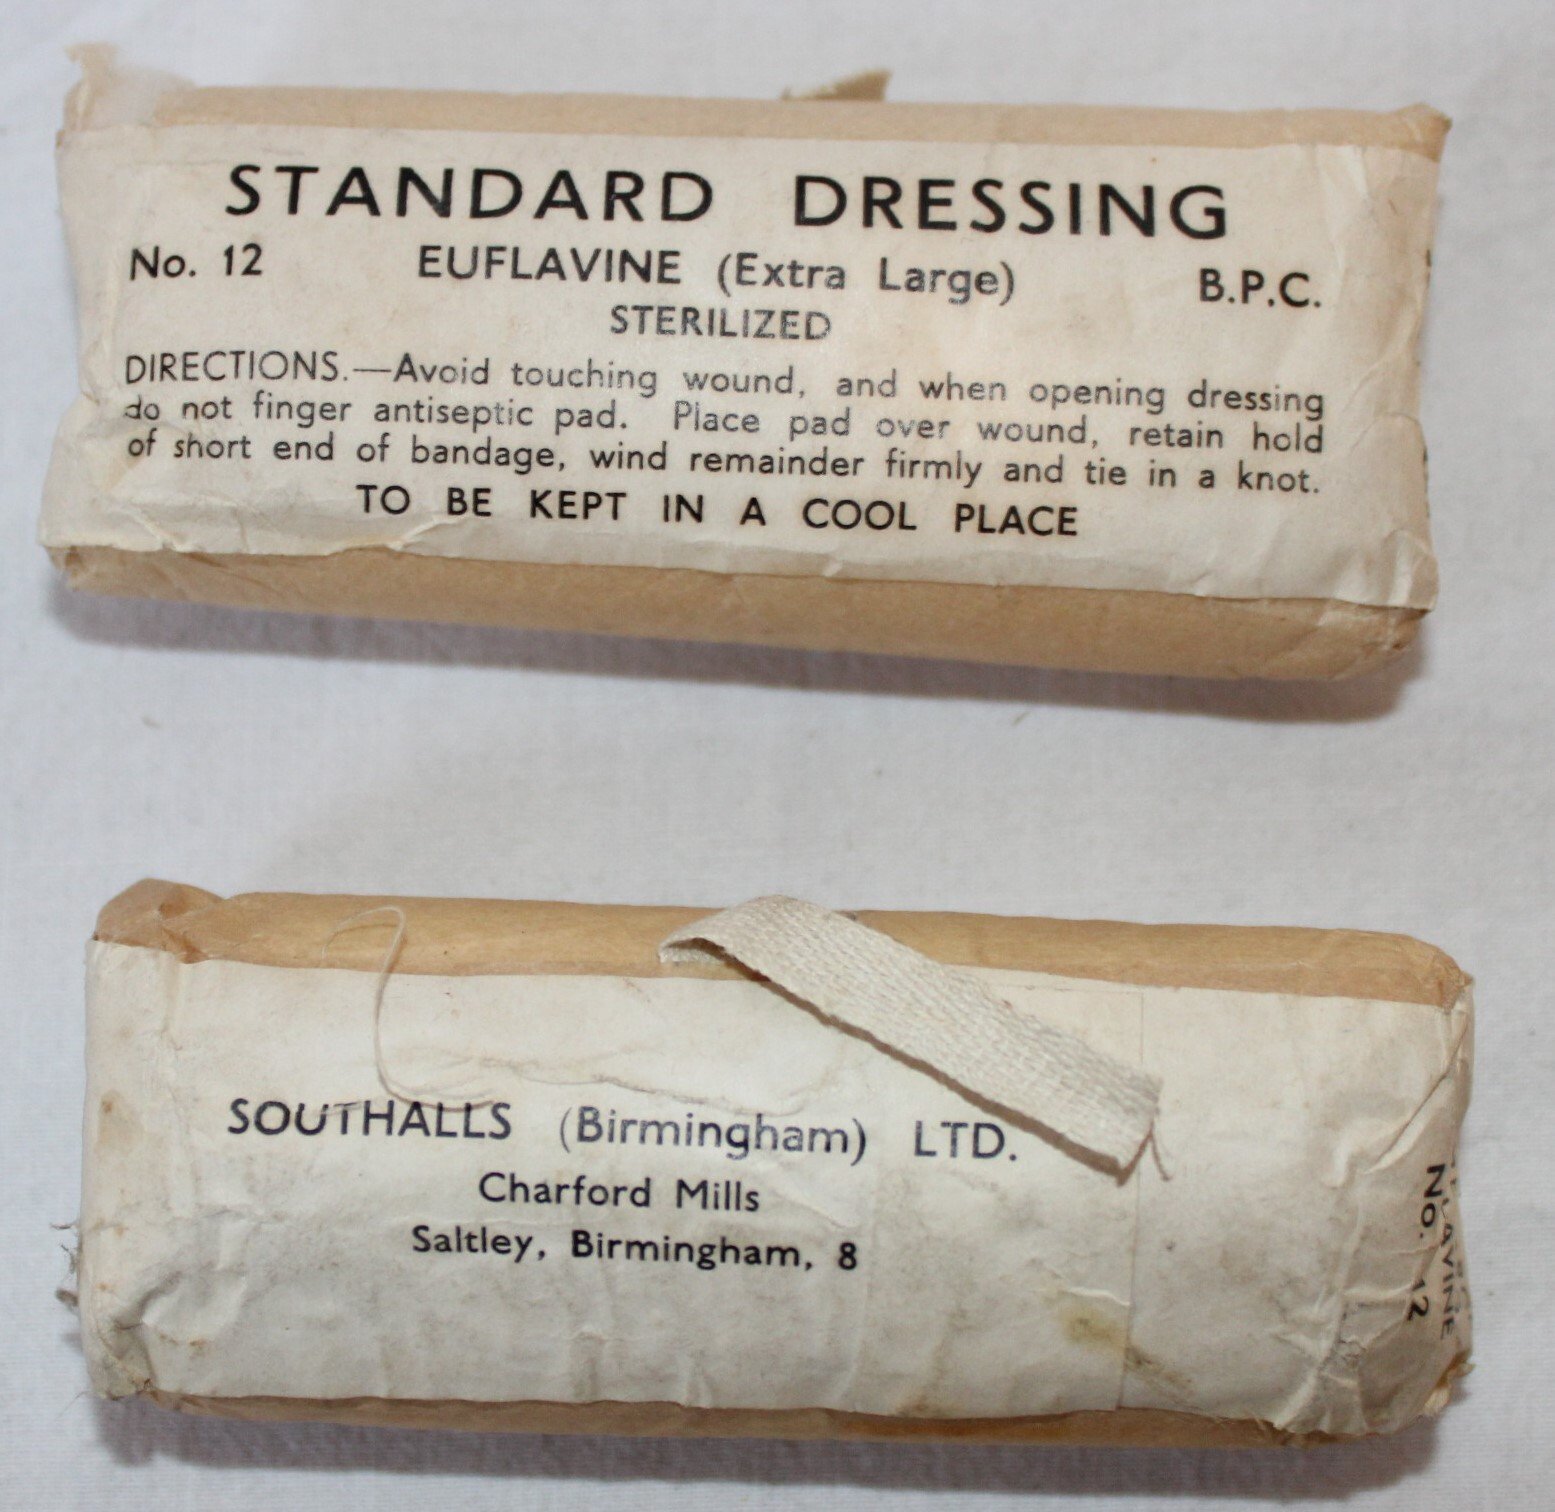 STANDARD DRESSING
No. 12 EUFLAVINE (Extra Large) B.P.C.
STERILIZED
DIRECTIONS.—Avoid touching wound, and when opening dressing
do not finger antiseptic pad. Place pad over wound, retain hold
of short end of bandage, wind remainder firmly and tie in a knot.
TO BE KEPT IN A COOL PLACE
SOUTHALLS (Birmingham) LTD.
Charford Mills
Saltley, Birmingham, 8
No. 12